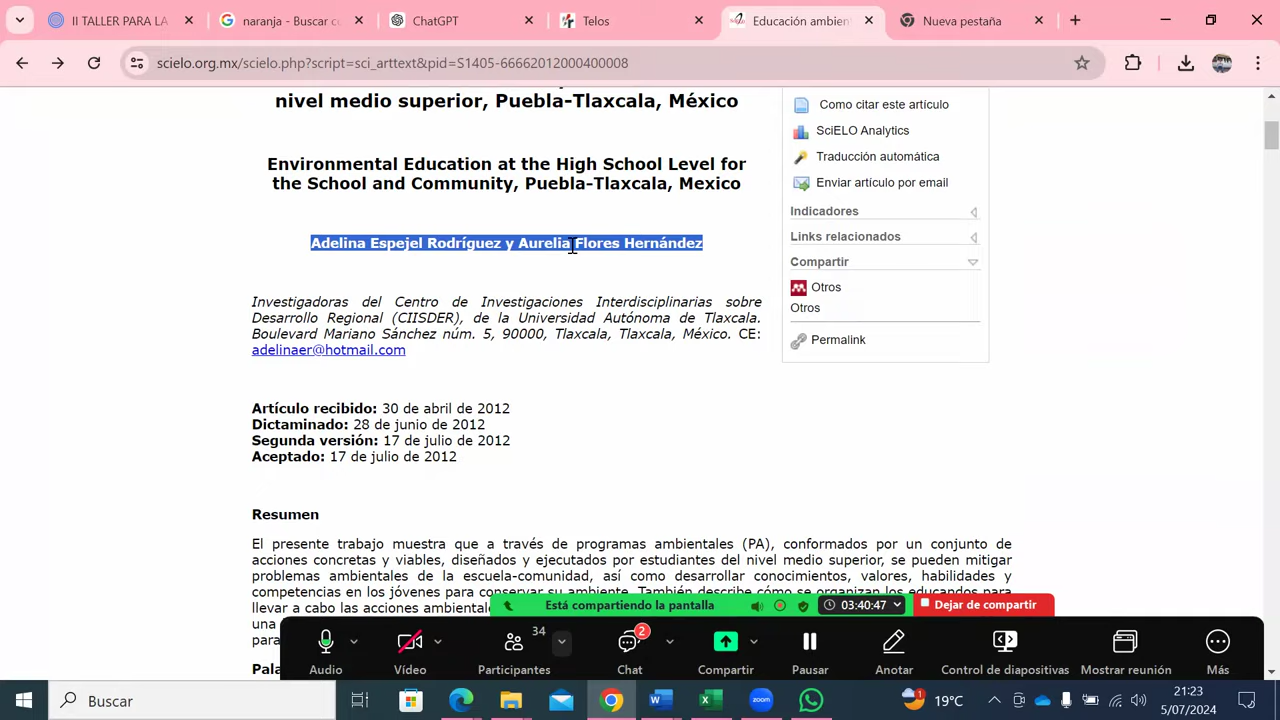 II TALLER PARA LA
naranja - Buscar c
ChatGPT
Telos
Educación ambien
Nueva pestaña
scielo.org.mx/scielo.php?script=sci_arttext&pid=S1405-66662012000400008
nivel medio superior, Puebla-Tlaxcala, México
Environmental Education at the High School Level for
the School and Community, Puebla-Tlaxcala, Mexico
Adelina Espejel Rodríguez y Aurelia Flores Hernández
Investigadoras del Centro de Investigaciones Interdisciplinarias sobre
Desarrollo Regional (CIISDER), de la Universidad Autónoma de Tlaxcala.
Boulevard Mariano Sánchez núm. 5, 90000, Tlaxcala, Tlaxcala, México. CE:
adelinaer@hotmail.com
Artículo recibido: 30 de abril de 2012
Dictaminado: 28 de junio de 2012
Segunda versión: 17 de julio de 2012
Aceptado: 17 de julio de 2012
Resumen
El presente trabajo muestra que a través de programas ambientales (PA), conformados por un conjunto de
acciones concretas y viables, diseñados y ejecutados por estudiantes del nivel medio superior, se pueden mitigar
problemas ambientales de la escuela-comunidad, así como desarrollar conocimientos, valores, habilidades y
competencias en los jóvenes para conservar su ambiente. También describe cómo se organizan los educandos para
llevar a cabo las acciones ambientale
una
para
Pala
Como citar este artículo
SciELO Analytics
Traducción automática
Enviar artículo por email
Indicadores
Links relacionados
Compartir
Otros
Otros
Permalink
Está compartiendo la pantalla
03:40:47
Dejar de compartir
Audio
Vídeo
34
Participantes
2
Chat
Compartir
Pausar
Anotar
Control de diapositivas
Mostrar reunión
Más
Buscar
zoom
1
19°C
21:23
5/07/2024